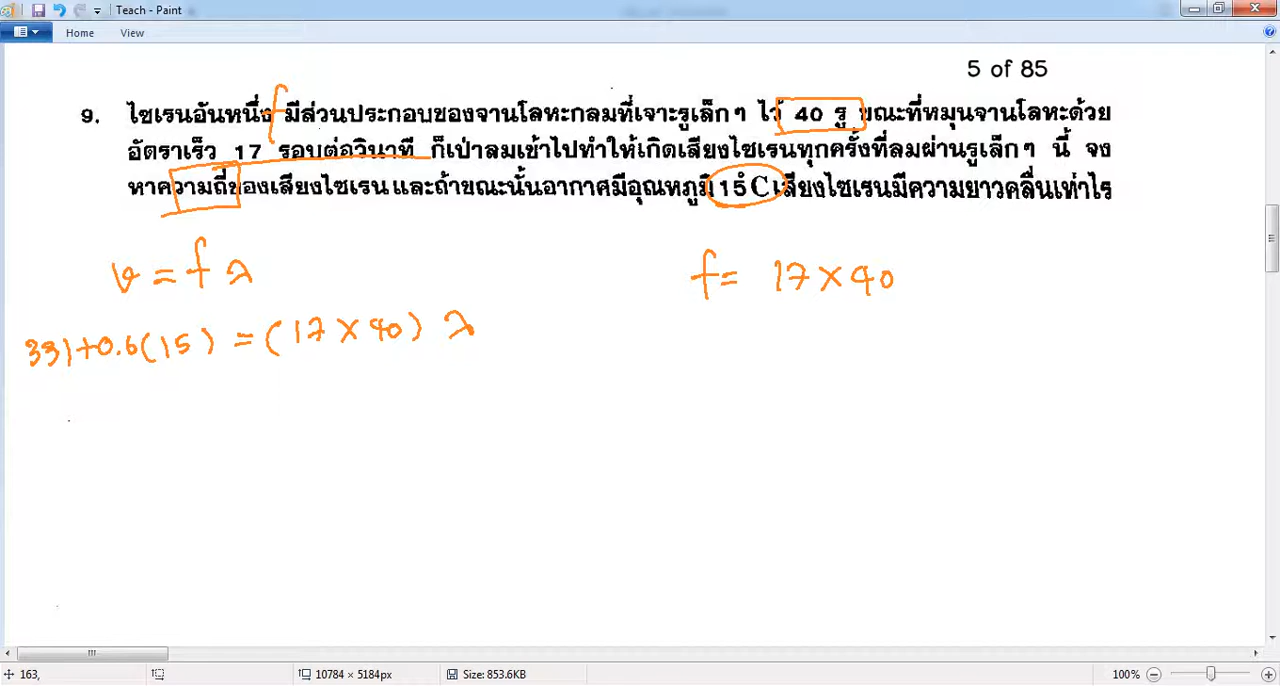 Teach - Paint
Home View
5 of 85
9. ไซเรนอันหนึ่ง มีส่วนประกอบของจานโลหะกลมที่เจาะรูเล็กๆ ไว้ 40 รู ขณะที่หมุนจานโลหะด้วย
อัตราเร็ว 17 รอบต่อวินาที ก็เป่าลมเข้าไปทำให้เกิดเสียงไซเรนทุกครั้งที่ลมผ่านรูเล็กๆ นี้ จง
หาความถี่ของเสียงไซเรน และถ้าขณะนั้นอากาศมีอุณหภูมิ 15°C เสียงไซเรนมีความยาวคลื่นเท่าไร
f
v = f λ
f = 17 × 40
331+0.6(15) = (17 × 40) λ
163,
10784 × 5184px
Size: 853.6KB
100%